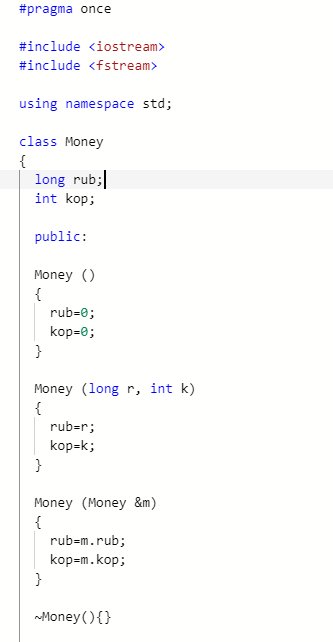 #pragma once
#include <iostream>
#include <fstream>
using namespace std;
class Money
{
long rub;
int kop;
public:
Money ()
{
rub=0;
kop=0;
}
Money (long r, int k)
{
rub=r;
kop=k;
}
Money (Money &m)
{
rub=m.rub;
kop=m.kop;
}
~Money(){}